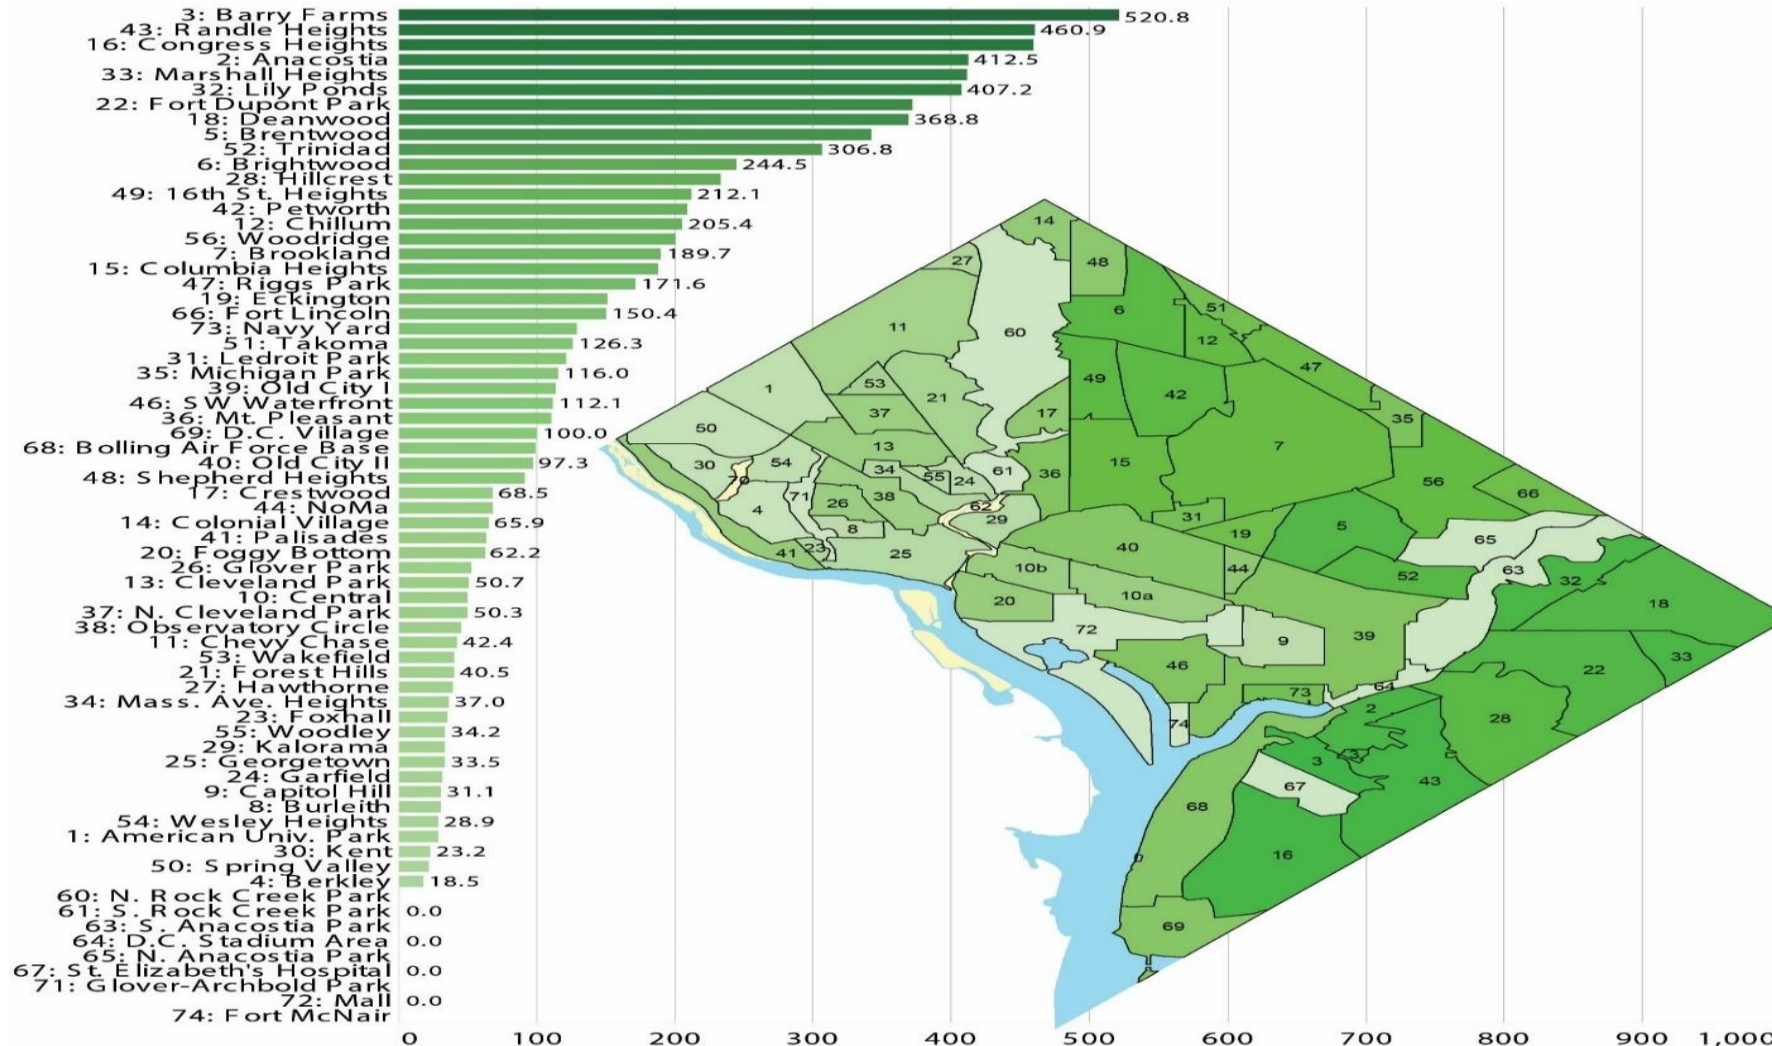 3: Barry Farms 520.8
43: Randle Heights 460.9
16: Congress Heights
2: Anacostia 412.5
33: Marshall Heights
32: Lily Ponds 407.2
22: Fort Dupont Park
18: Deanwood 368.8
5: Brentwood
52: Trinidad 306.8
6: Brightwood 244.5
28: Hillcrest
49: 16th St. Heights 212.1
42: Petworth
12: Chillum 205.4
56: Woodridge
7: Brookland 189.7
15: Columbia Heights
47: Riggs Park 171.6
19: Eckington
66: Fort Lincoln 150.4
73: Navy Yard
51: Takoma 126.3
31: Ledroit Park
35: Michigan Park 116.0
39: Old City I
46: SW Waterfront 112.1
36: Mt. Pleasant
69: D.C. Village 100.0
68: Bolling Air Force Base
40: Old City II 97.3
48: Shepherd Heights
17: Crestwood 68.5
44: NoMa
14: Colonial Village 65.9
41: Palisades
20: Foggy Bottom 62.2
26: Glover Park
13: Cleveland Park 50.7
10: Central
37: N. Cleveland Park 50.3
38: Observatory Circle
11: Chevy Chase 42.4
53: Wakefield
21: Forest Hills 40.5
27: Hawthorne
34: Mass. Ave. Heights 37.0
23: Foxhall
55: Woodley 34.2
29: Kalorama
25: Georgetown 33.5
24: Garfield
9: Capitol Hill 31.1
8: Burleith
54: Wesley Heights 28.9
1: American Univ. Park
30: Kent 23.2
50: Spring Valley
4: Berkley 18.5
60: N. Rock Creek Park
61: S. Rock Creek Park 0.0
63: S. Anacostia Park
64: D.C. Stadium Area 0.0
65: N. Anacostia Park
67: St. Elizabeth's Hospital 0.0
71: Glover-Archbold Park
72: Mall 0.0
74: Fort McNair
0 100 200 300 400 500 600 700 800 900 1,000
14
27
48
51
6
11
60
12
47
1
53
49
42
21
37
17
35
50
7
13
30
54
34
55
24
61
36
15
56
66
70
71
4
26
38
62
29
31
8
19
5
65
41
23
25
40
10b
44
52
63
32
20
10a
18
72
9
39
46
22
33
73
64
74
2
28
3
3
43
67
68
16
0
69